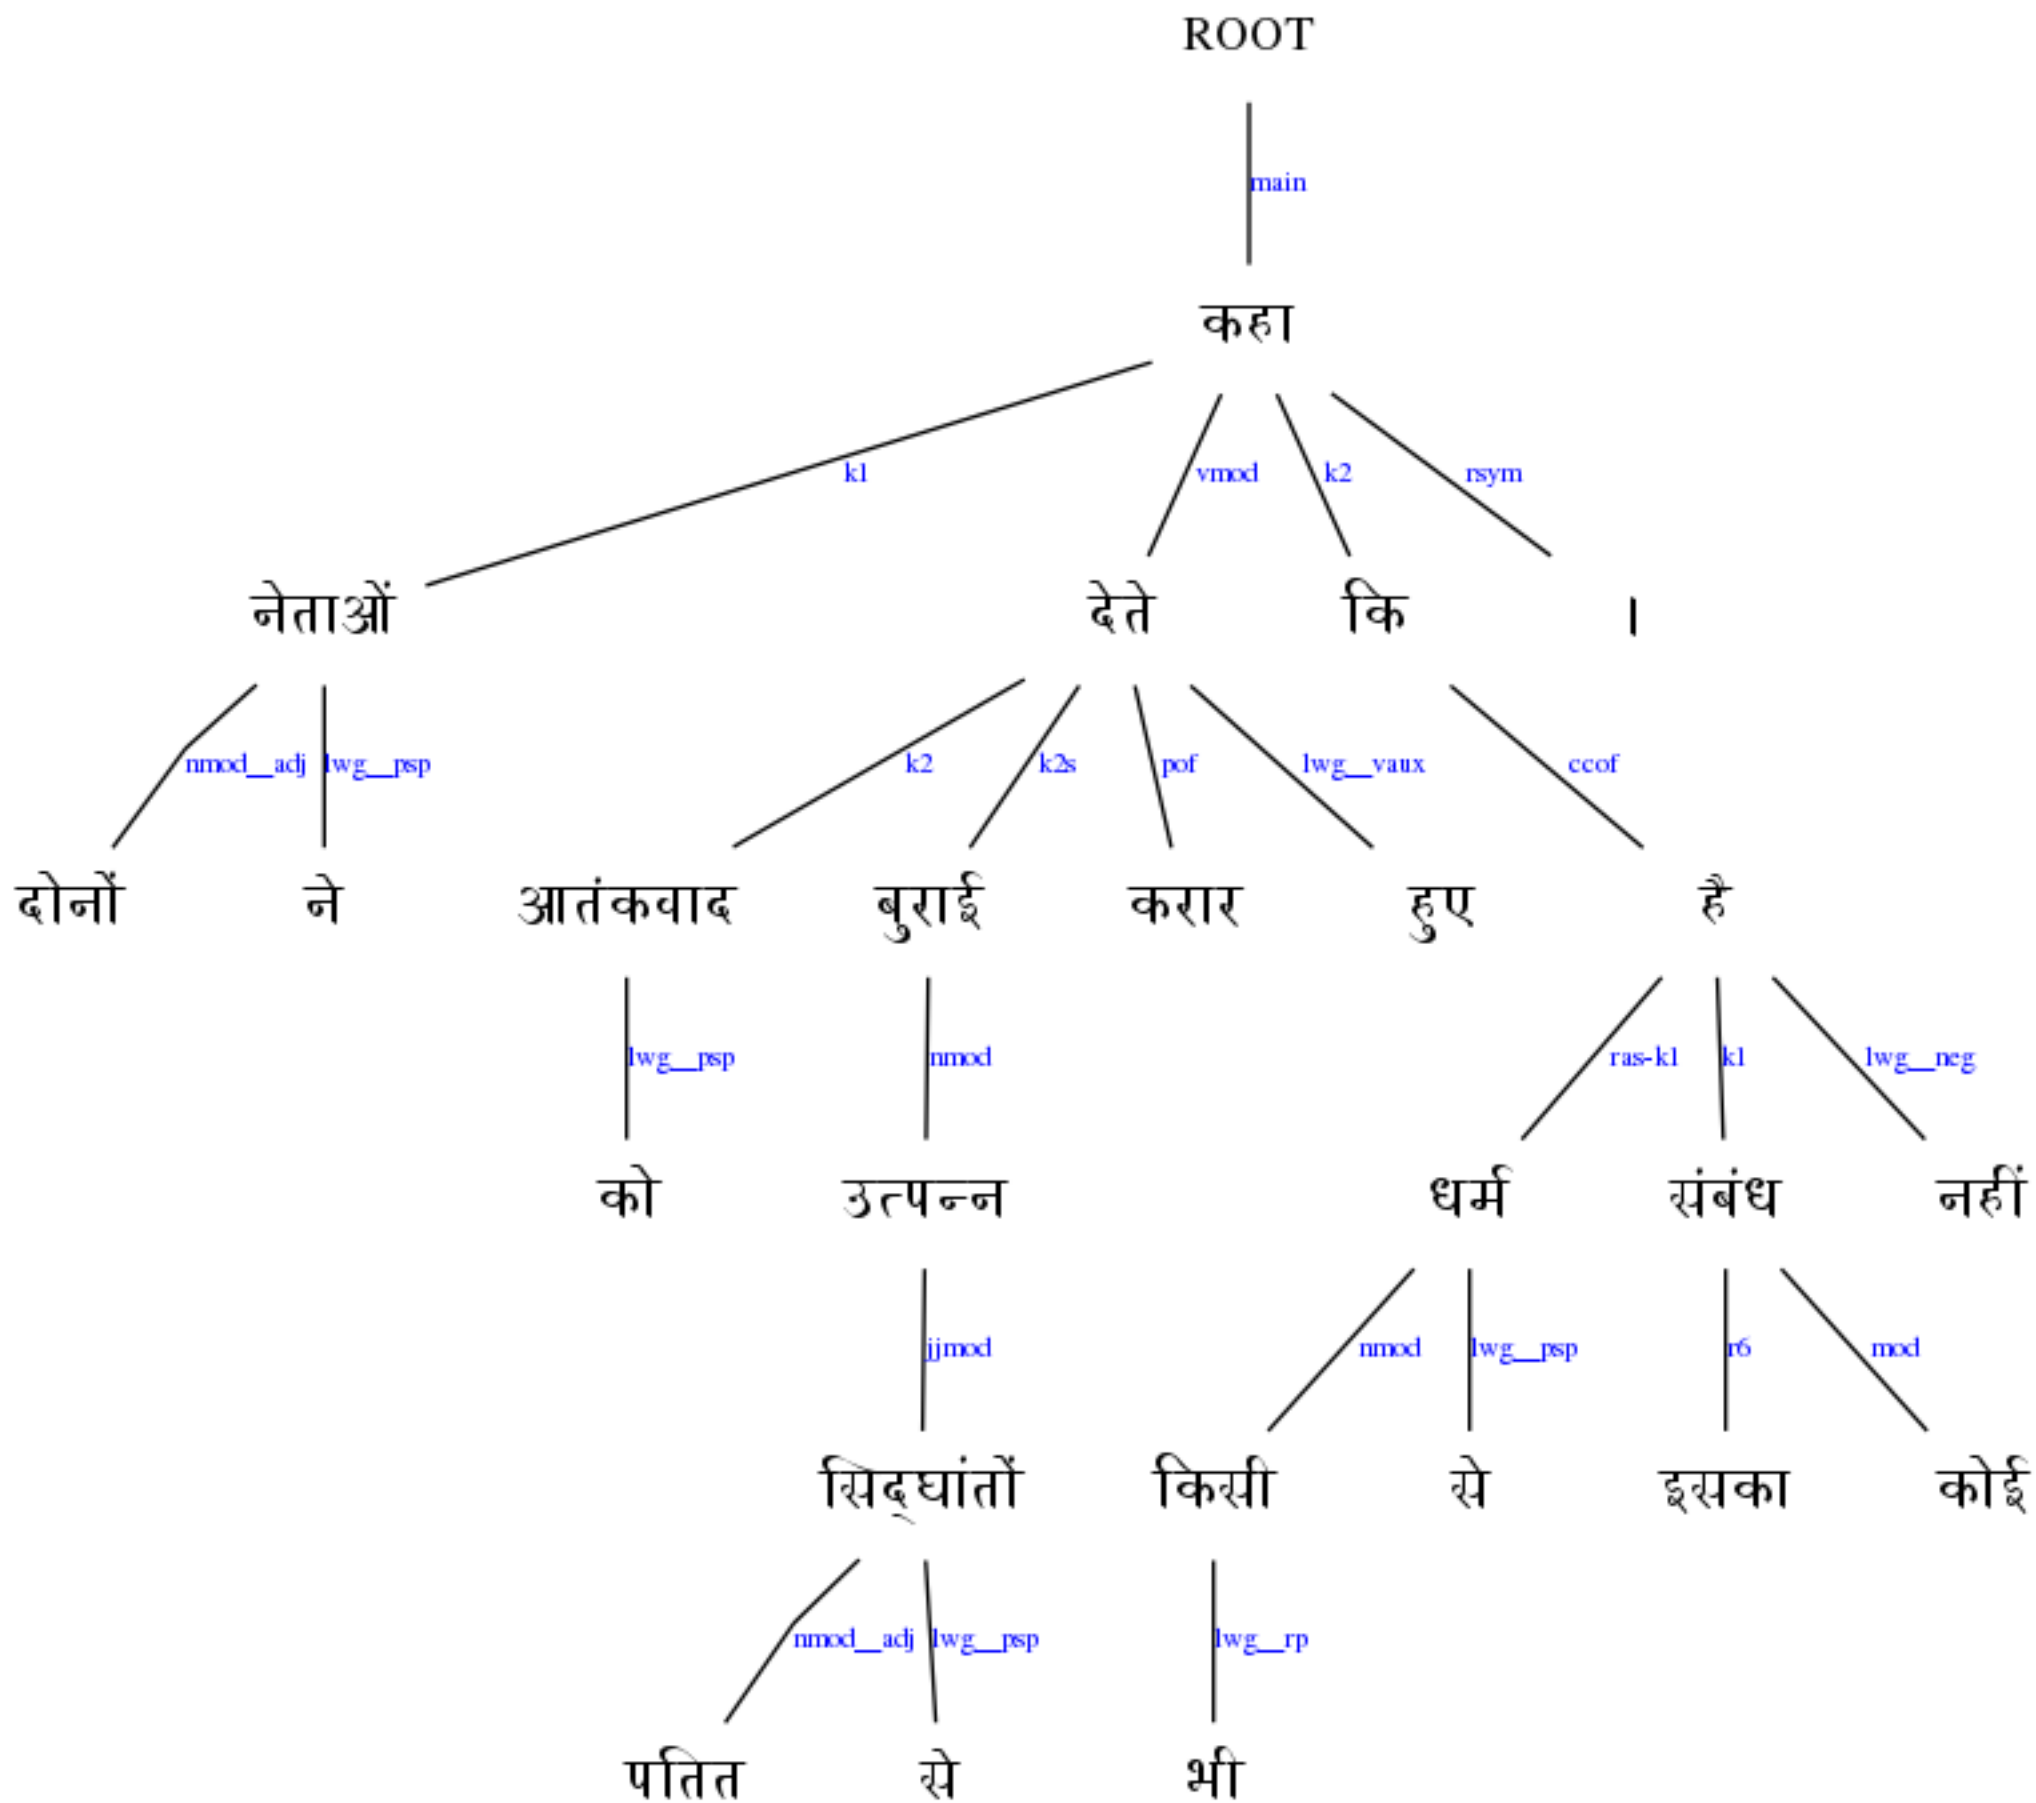 ROOT
main
कहा
k1 vmod k2 rsym
नेताओं देते कि ।
nmod__adj lwg__psp k2 k2s pof lwg__vaux ccof
दोनों ने आतंकवाद बुराई करार हुए है
lwg__psp nmod ras-k1 k1 lwg__neg
को उत्पन्न धर्म संबंध नहीं
jjmod nmod lwg__psp r6 mod
सिद्घांतों किसी से इसका कोई
nmod__adj lwg__psp lwg__rp
पतित से भी